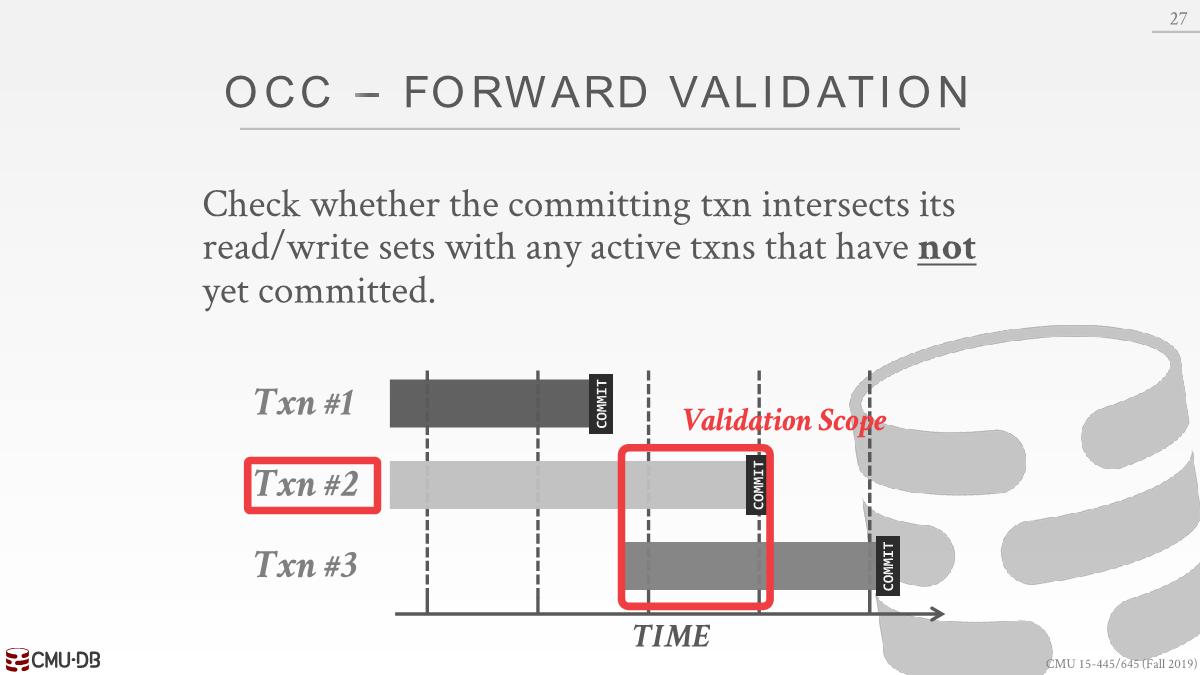 27
OCC – FORWARD VALIDATION
Check whether the committing txn intersects its
read/write sets with any active txns that have not
yet committed.
Txn #1
COMMIT
Validation Scope
Txn #2
COMMIT
Txn #3
COMMIT
TIME
CMU·DB
CMU 15-445/645 (Fall 2019)